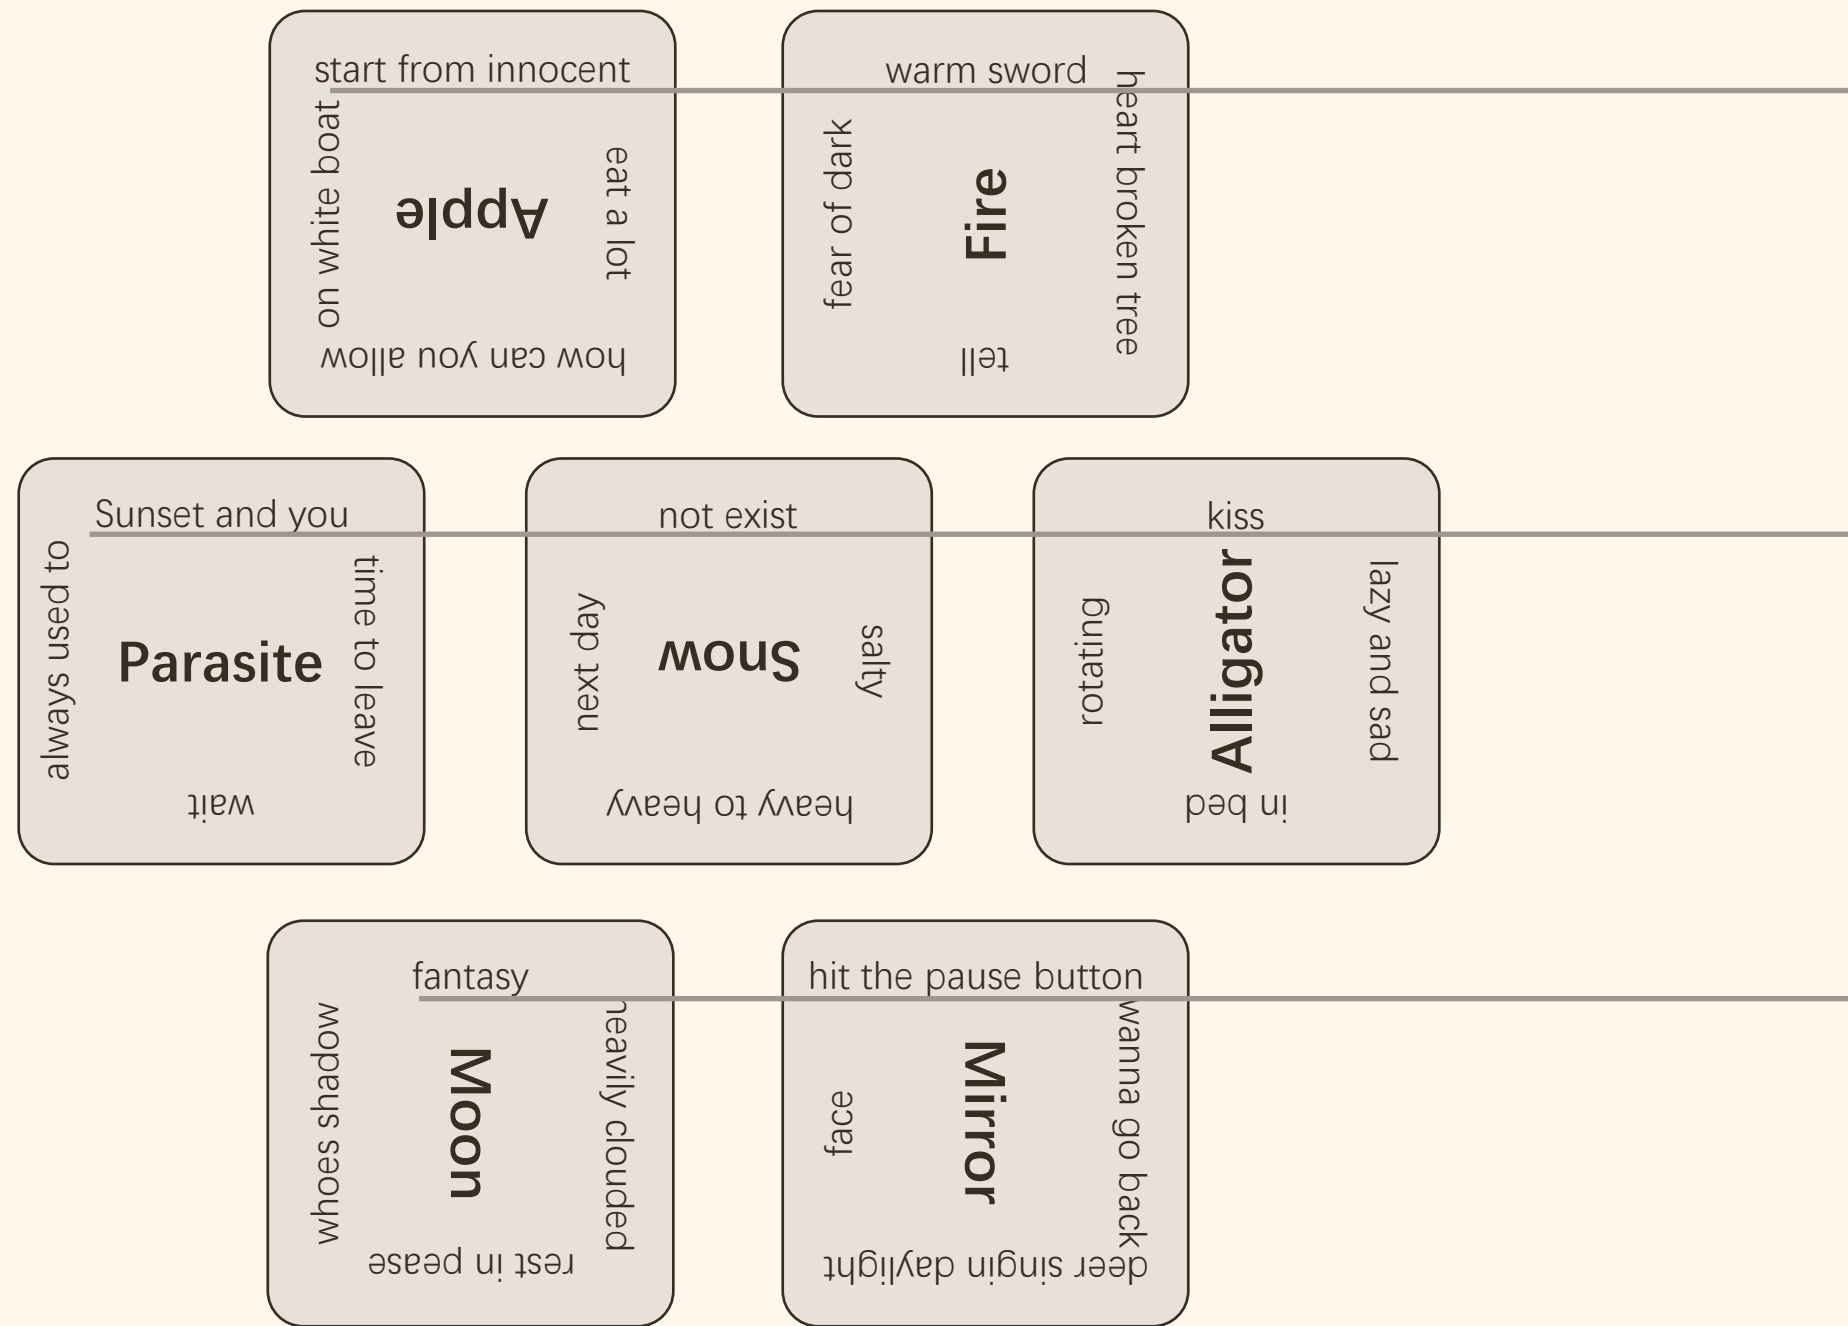 start from innocent
on white boat
Apple
eat a lot
how can you allow
warm sword
fear of dark
Fire
heart broken tree
tell
Sunset and you
always used to
Parasite
time to leave
wait
not exist
next day
Snow
salty
heavy to heavy
kiss
rotating
Alligator
lazy and sad
in bed
fantasy
whoes shadow
Moon
heavily clouded
rest in pease
hit the pause button
face
Mirror
wanna go back
deer singin daylight